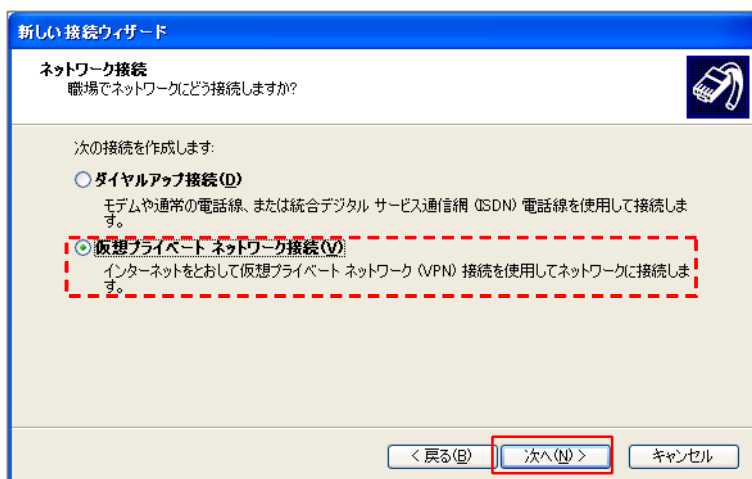 新しい接続ウィザード
ネットワーク接続
職場でネットワークにどう接続しますか?
次の接続を作成します:
ダイヤルアップ接続(D)
モデムや通常の電話線、または統合デジタル サービス通信網 (ISDN) 電話線を使用して接続しま
す。
仮想プライベート ネットワーク接続(V)
インターネットをとおして仮想プライベート ネットワーク (VPN) 接続を使用してネットワークに接続しま
す。
< 戻る(B) 次へ(N) > キャンセル